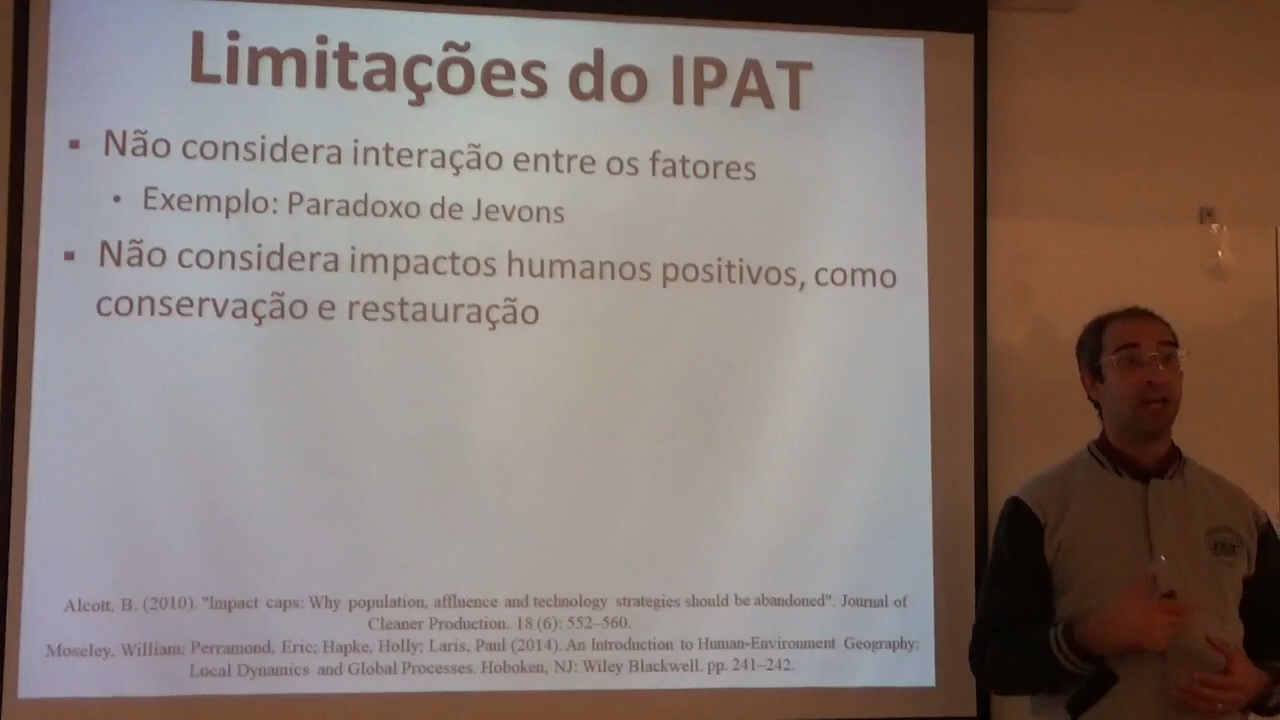 Limitações do IPAT
▪ Não considera interação entre os fatores
• Exemplo: Paradoxo de Jevons
▪ Não considera impactos humanos positivos, como
conservação e restauração
Alcott, B. (2010). "Impact caps: Why population, affluence and technology strategies should be abandoned". Journal of
Cleaner Production. 18 (6): 552–560.
Moseley, William; Perramond, Eric; Hapke, Holly; Laris, Paul (2014). An Introduction to Human-Environment Geography:
Local Dynamics and Global Processes. Hoboken, NJ: Wiley Blackwell. pp. 241–242.